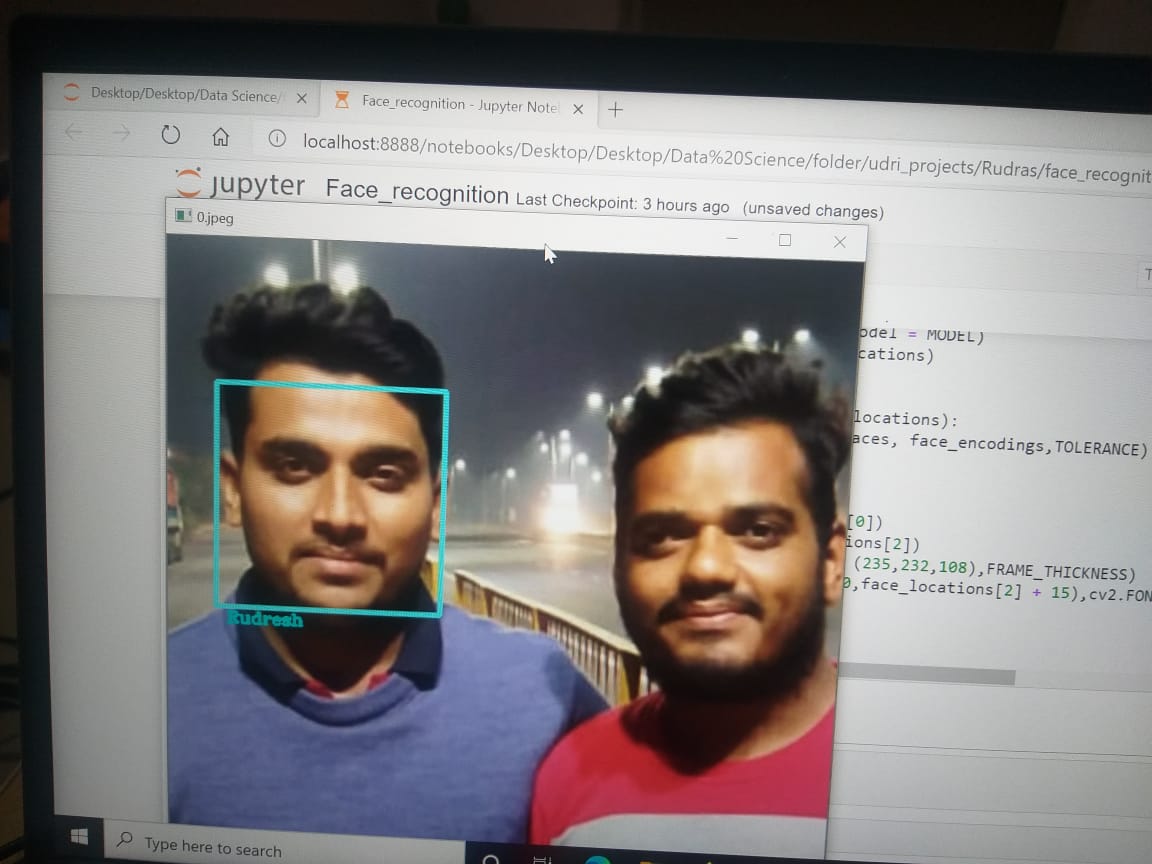 Desktop/Desktop/Data Science/
Face_recognition - Jupyter Note
localhost:8888/notebooks/Desktop/Desktop/Data%20Science/folder/udri_projects/Rudras/face_recognit
jupyter Face_recognition Last Checkpoint: 3 hours ago (unsaved changes)
0.jpeg
odel = MODEL)
cations)
locations):
aces, face_encodings,TOLERANCE)
[0])
ions[2])
(235,232,108),FRAME_THICKNESS)
0,face_locations[2] + 15),cv2.FON
Rudresh
Type here to search